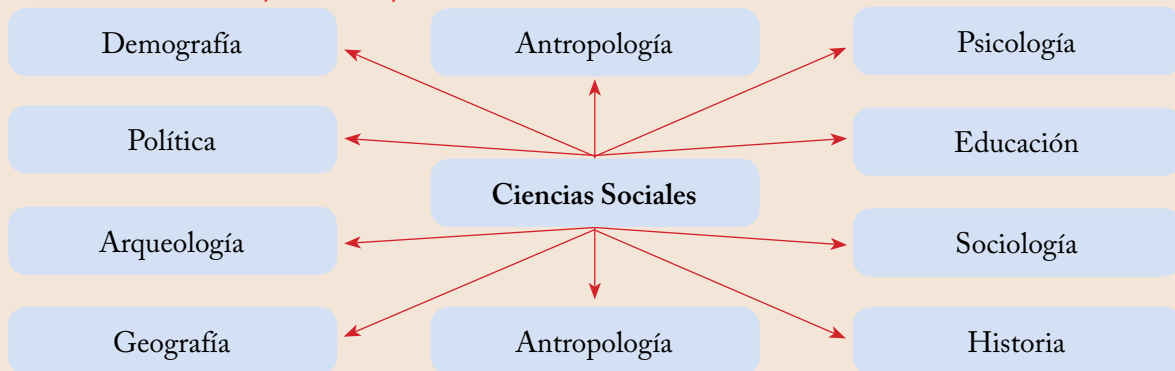 Demografía
Antropología
Psicología
Política
Educación
Ciencias Sociales
Arqueología
Sociología
Geografía
Antropología
Historia